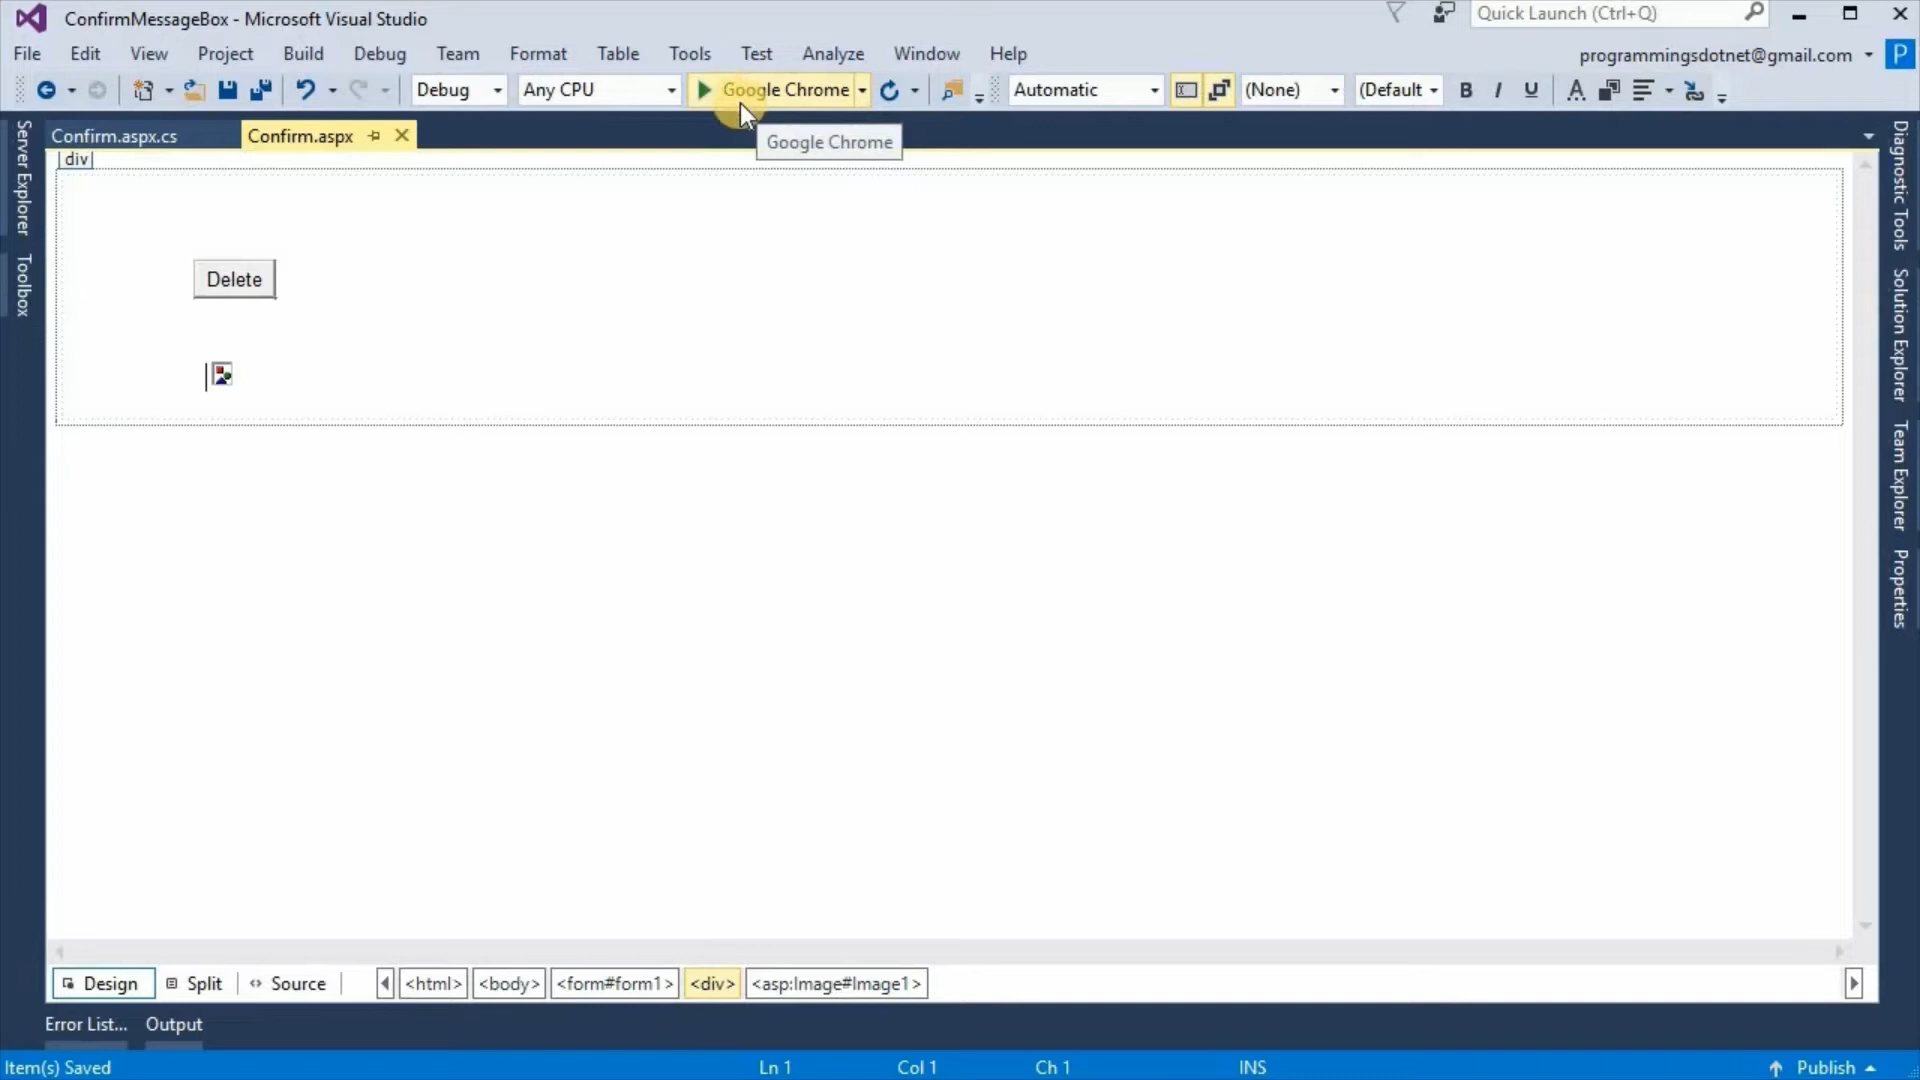 ConfirmMessageBox - Microsoft Visual Studio
Quick Launch (Ctrl+Q)
File Edit View Project Build Debug Team Format Table Tools Test Analyze Window Help
programmingsdotnet@gmail.com P
Debug Any CPU Google Chrome Automatic (None) (Default B I U A
Confirm.aspx.cs Confirm.aspx
Google Chrome
div
Server Explorer
Toolbox
Delete
Diagnostic Tools
Solution Explorer
Team Explorer
Properties
Design Split Source <html> <body> <form#form1> <div> <asp:Image#Image1>
Error List... Output
Item(s) Saved Ln 1 Col 1 Ch 1 INS Publish